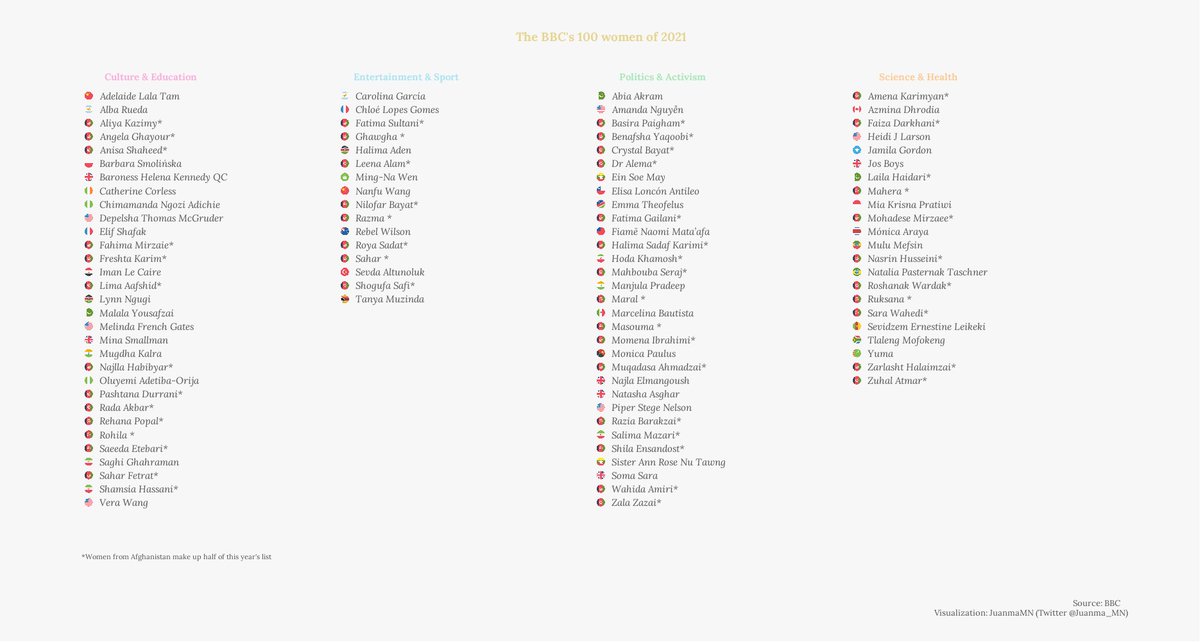 The BBC's 100 women of 2021
Culture & Education
Adelaide Lala Tam
Alba Rueda
Aliya Kazimy*
Angela Ghayour*
Anisa Shaheed*
Barbara Smolińska
Baroness Helena Kennedy QC
Catherine Corless
Chimamanda Ngozi Adichie
Depelsha Thomas McGruder
Elif Shafak
Fahima Mirzaie*
Freshta Karim*
Iman Le Caire
Lima Aafshid*
Lynn Ngugi
Malala Yousafzai
Melinda French Gates
Mina Smallman
Mugdha Kalra
Najlla Habibyar*
Oluyemi Adetiba-Orija
Pashtana Durrani*
Rada Akbar*
Rehana Popal*
Rohila *
Saeeda Etebari*
Saghi Ghahraman
Sahar Fetrat*
Shamsia Hassani*
Vera Wang
Entertainment & Sport
Carolina García
Chloé Lopes Gomes
Fatima Sultani*
Ghawgha *
Halima Aden
Leena Alam*
Ming-Na Wen
Nanfu Wang
Nilofar Bayat*
Razma *
Rebel Wilson
Roya Sadat*
Sahar *
Sevda Altunoluk
Shogufa Safi*
Tanya Muzinda
Politics & Activism
Abia Akram
Amanda Nguyễn
Basira Paigham*
Benafsha Yaqoobi*
Crystal Bayat*
Dr Alema*
Ein Soe May
Elisa Loncón Antileo
Emma Theofelus
Fatima Gailani*
Fiamē Naomi Mata'afa
Halima Sadaf Karimi*
Hoda Khamosh*
Mahbouba Seraj*
Manjula Pradeep
Maral *
Marcelina Bautista
Masouma *
Momena Ibrahimi*
Monica Paulus
Muqadasa Ahmadzai*
Najla Elmangoush
Natasha Asghar
Piper Stege Nelson
Razia Barakzai*
Salima Mazari*
Shila Ensandost*
Sister Ann Rose Nu Tawng
Soma Sara
Wahida Amiri*
Zala Zazai*
Science & Health
Amena Karimyan*
Azmina Dhrodia
Faiza Darkhani*
Heidi J Larson
Jamila Gordon
Jos Boys
Laila Haidari*
Mahera *
Mia Krisna Pratiwi
Mohadese Mirzaee*
Mónica Araya
Mulu Mefsin
Nasrin Husseini*
Natalia Pasternak Taschner
Roshanak Wardak*
Ruksana *
Sara Wahedi*
Sevidzem Ernestine Leikeki
Tlaleng Mofokeng
Yuma
Zarlasht Halaimzai*
Zuhal Atmar*
*Women from Afghanistan make up half of this year's list
Source: BBC
Visualization: JuanmaMN (Twitter @Juanma_MN)